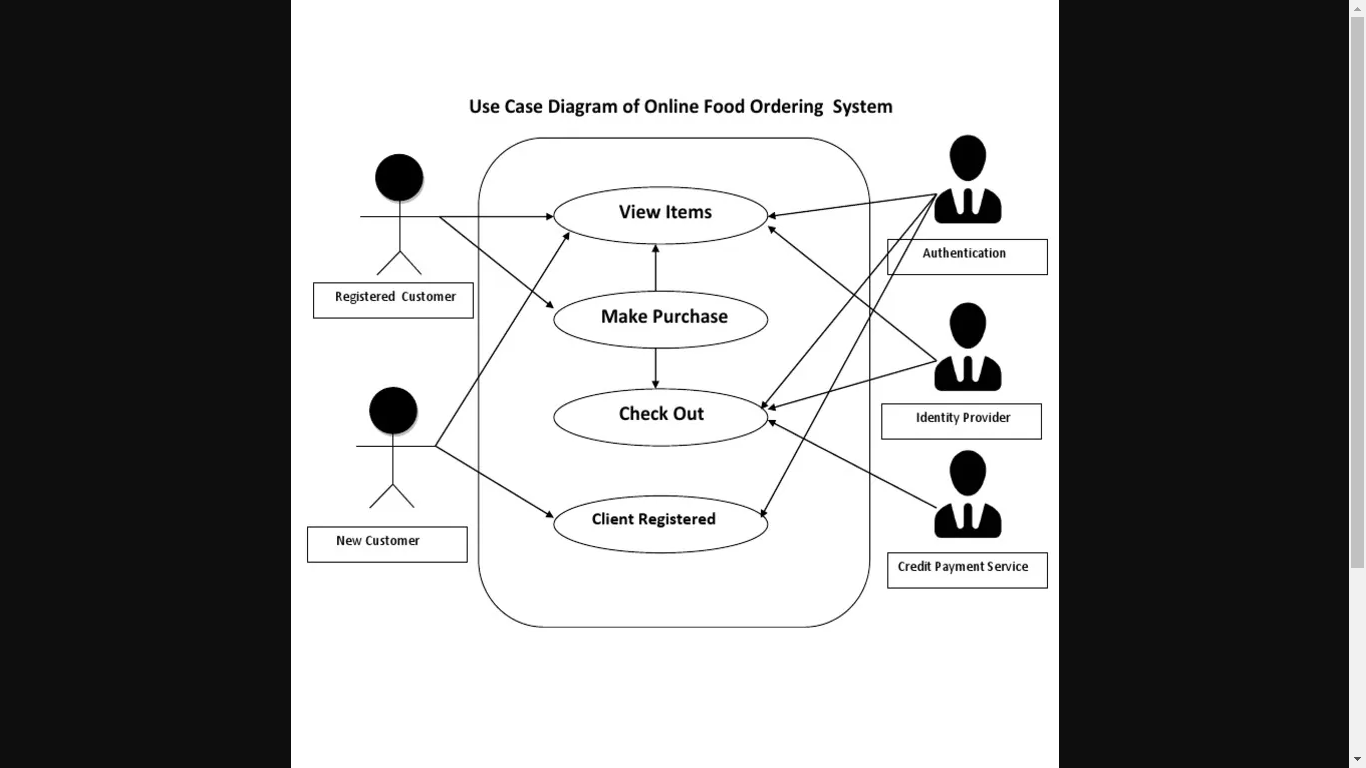 Use Case Diagram of Online Food Ordering System
View Items
Authentication
Registered Customer
Make Purchase
Check Out
Identity Provider
Client Registered
New Customer
Credit Payment Service